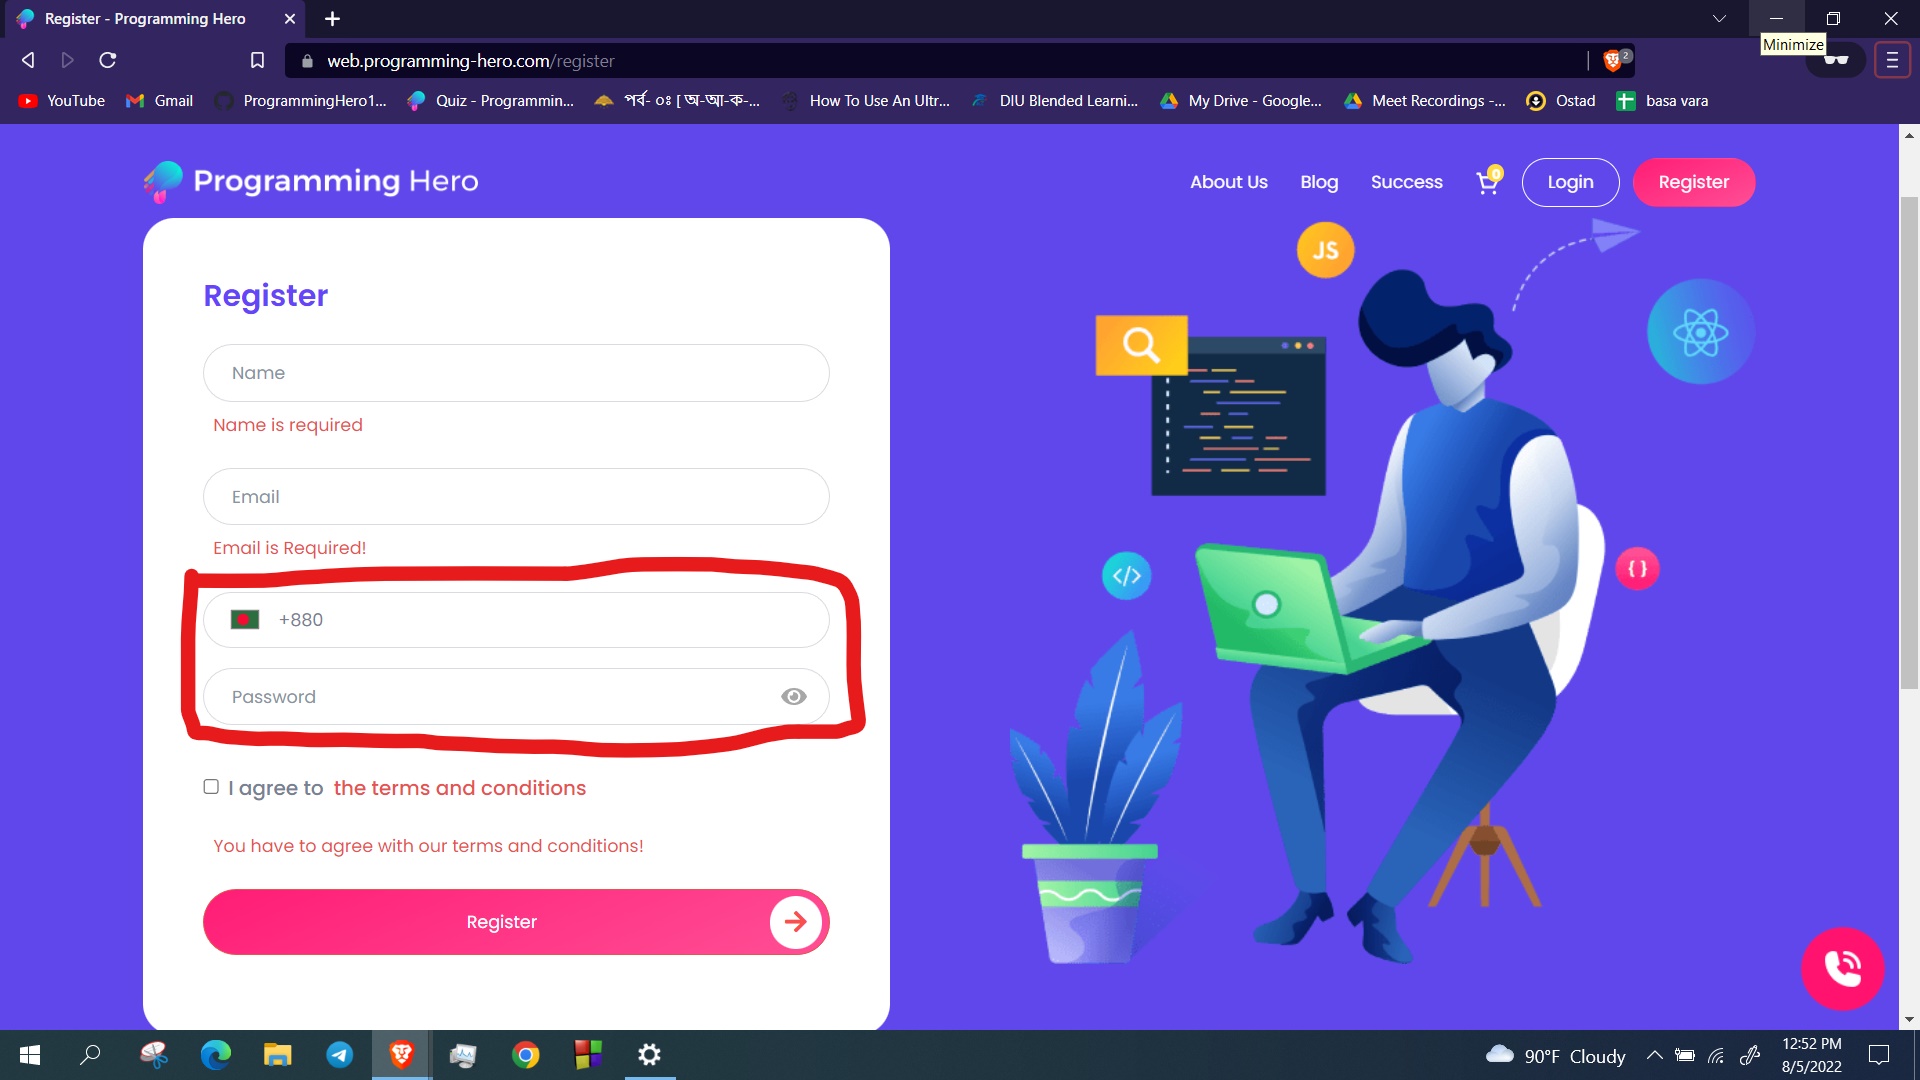 Register - Programming Hero
Minimize
web.programming-hero.com/register
2
YouTube
Gmail
ProgrammingHero1...
Quiz - Programmin...
পর্ব- ০ঃ [ অ-আ-ক-...
How To Use An Ultr...
DIU Blended Learni...
My Drive - Google...
Meet Recordings -...
Ostad
basa vara
Programming Hero
About Us
Blog
Success
0
Login
Register
JS
Register
Name
Name is required
Email
Email is Required!
</>
{ }
+880
Password
I agree to the terms and conditions
You have to agree with our terms and conditions!
Register
90°F Cloudy
12:52 PM
8/5/2022